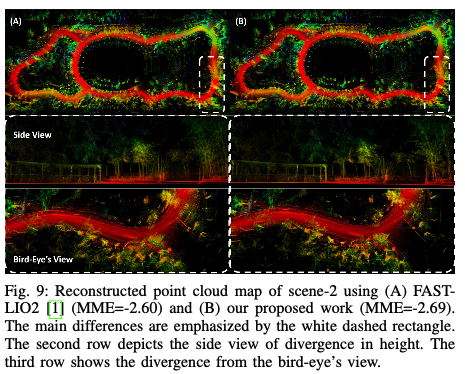 (A)
(B)
Side View
Bird-Eye's View
Fig. 9: Reconstructed point cloud map of scene-2 using (A) FAST-
LIO2 [1] (MME=-2.60) and (B) our proposed work (MME=-2.69).
The main differences are emphasized by the white dashed rectangle.
The second row depicts the side view of divergence in height. The
third row shows the divergence from the bird-eye's view.